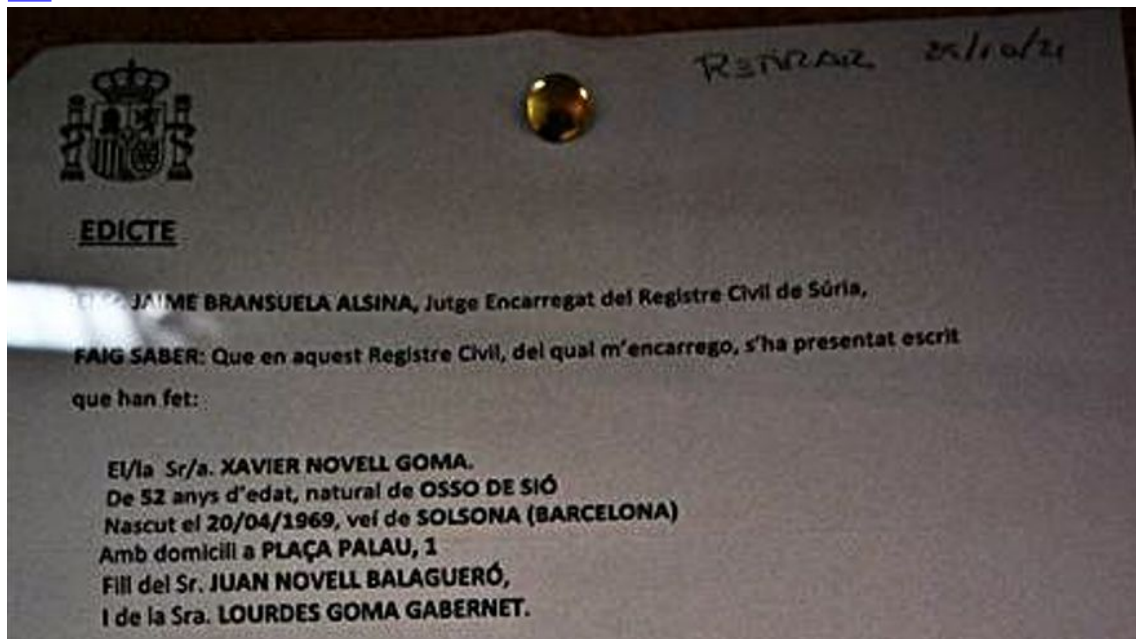 RETIRAR 25/10/21
EDICTE
JAIME BRANSUELA ALSINA, Jutge Encarregat del Registre Civil de Súria,
FAIG SABER: Que en aquest Registre Civil, del qual m'encarrego, s'ha presentat escrit
que han fet:
El/la Sr/a. XAVIER NOVELL GOMA.
De 52 anys d'edat, natural de OSSO DE SIÓ
Nascut el 20/04/1969, veí de SOLSONA (BARCELONA)
Amb domicili a PLAÇA PALAU, 1
Fill del Sr. JUAN NOVELL BALAGUERÓ,
I de la Sra. LOURDES GOMA GABERNET.